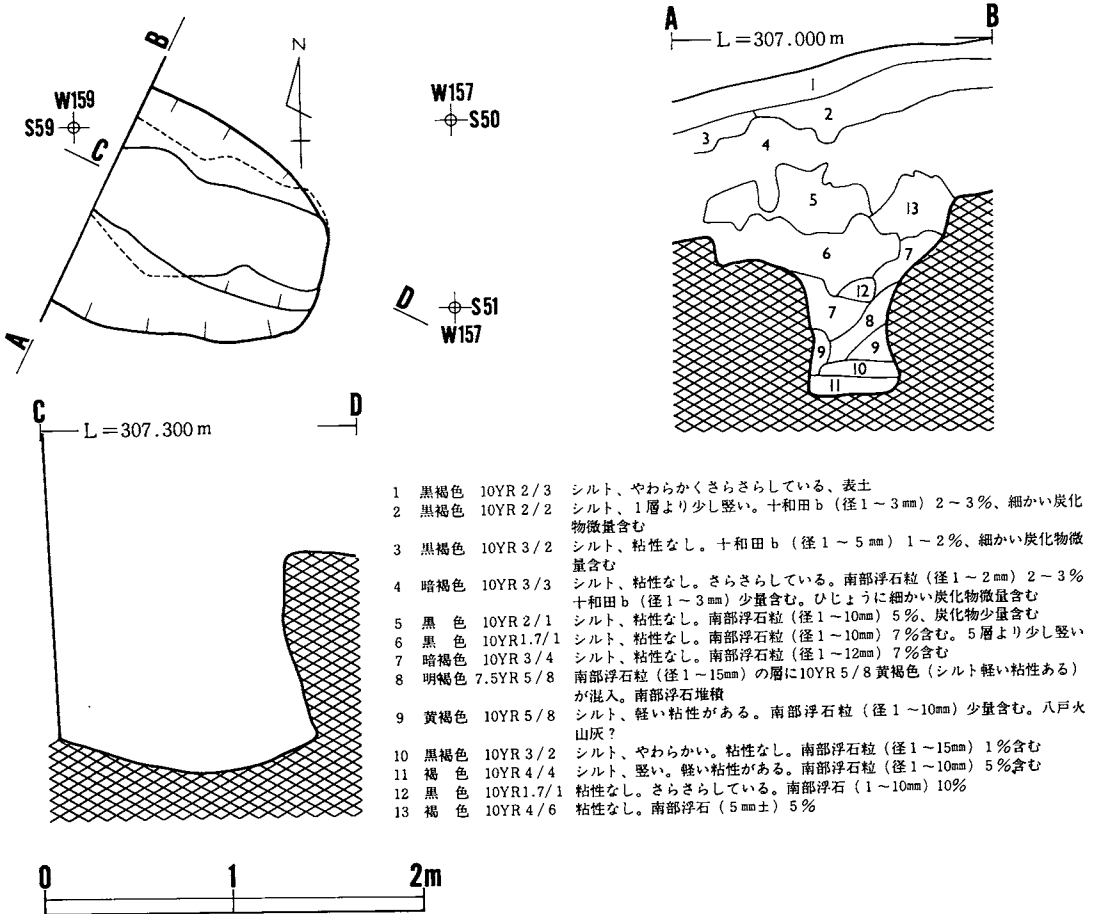 B
N
W159
S59
C
W157
S50
D
S51
W157
A
A B
L=307.000m
1
2
3
4
5
13
6
7
12
7
8
9
9
10
11
C D
L=307.300m
1 黒褐色 10YR 2/3 シルト、やわらかくさらさらしている、表土
2 黒褐色 10YR 2/2 シルト、1層より少し竪い。十和田b(径1~3㎜)2~3%、細かい炭化
物微量含む
3 黒褐色 10YR 3/2 シルト、粘性なし。十和田b(径1~5㎜)1~2%、細かい炭化物微
量含む
4 暗褐色 10YR 3/3 シルト、粘性なし。さらさらしている。南部浮石粒(径1~2㎜)2~3%
十和田b(径1~3㎜)少量含む。ひじょうに細かい炭化物微量含む
5 黒 色 10YR 2/1 シルト、粘性なし。南部浮石粒(径1~10㎜)5%、炭化物少量含む
6 黒 色 10YR1.7/1 シルト、粘性なし。南部浮石粒(径1~10㎜)7%含む。5層より少し竪い
7 暗褐色 10YR 3/4 シルト、粘性なし。南部浮石粒(径1~12㎜)7%含む
8 明褐色 7.5YR 5/8 南部浮石粒(径1~15㎜)の層に10YR 5/8 黄褐色(シルト軽い粘性ある)
が混入。南部浮石堆積
9 黄褐色 10YR 5/8 シルト、軽い粘性がある。南部浮石粒(径1~10㎜)少量含む。八戸火
山灰?
10 黒褐色 10YR 3/2 シルト、やわらかい。粘性なし。南部浮石粒(径1~15㎜)1%含む
11 褐 色 10YR 4/4 シルト、竪い。軽い粘性がある。南部浮石粒(径1~10㎜)5%含む
12 黒 色 10YR1.7/1 粘性なし。さらさらしている。南部浮石(1~10㎜)10%
13 褐 色 10YR 4/6 粘性なし。南部浮石(5㎜±)5%
0 1 2m